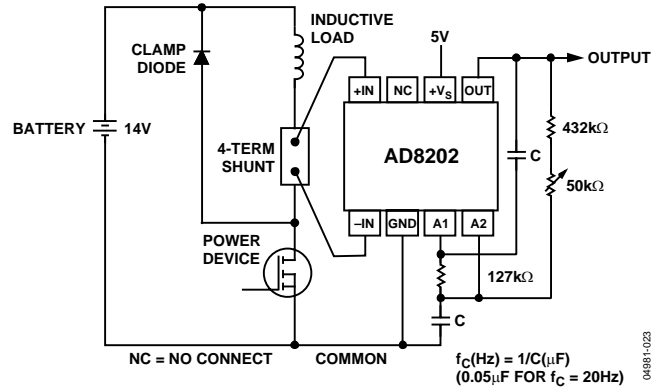 INDUCTIVE
LOAD
CLAMP
DIODE
5V
OUTPUT
+IN
NC
+VS
OUT
BATTERY
14V
4-TERM
SHUNT
AD8202
C
432kΩ
50kΩ
–IN
GND
A1
A2
POWER
DEVICE
127kΩ
C
NC = NO CONNECT
COMMON
fC(Hz) = 1/C(μF)
(0.05μF FOR fC = 20Hz)
04981-023